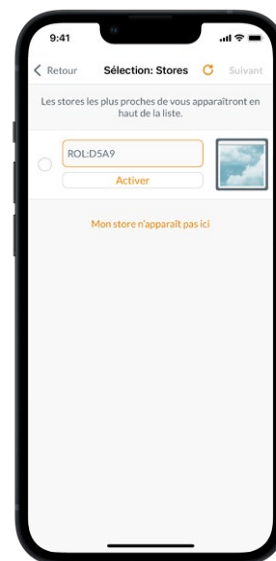 9:41
Retour Sélection: Stores Suivant
Les stores les plus proches de vous apparaîtront en
haut de la liste.
ROL:D5A9
Activer
Mon store n'apparaît pas ici